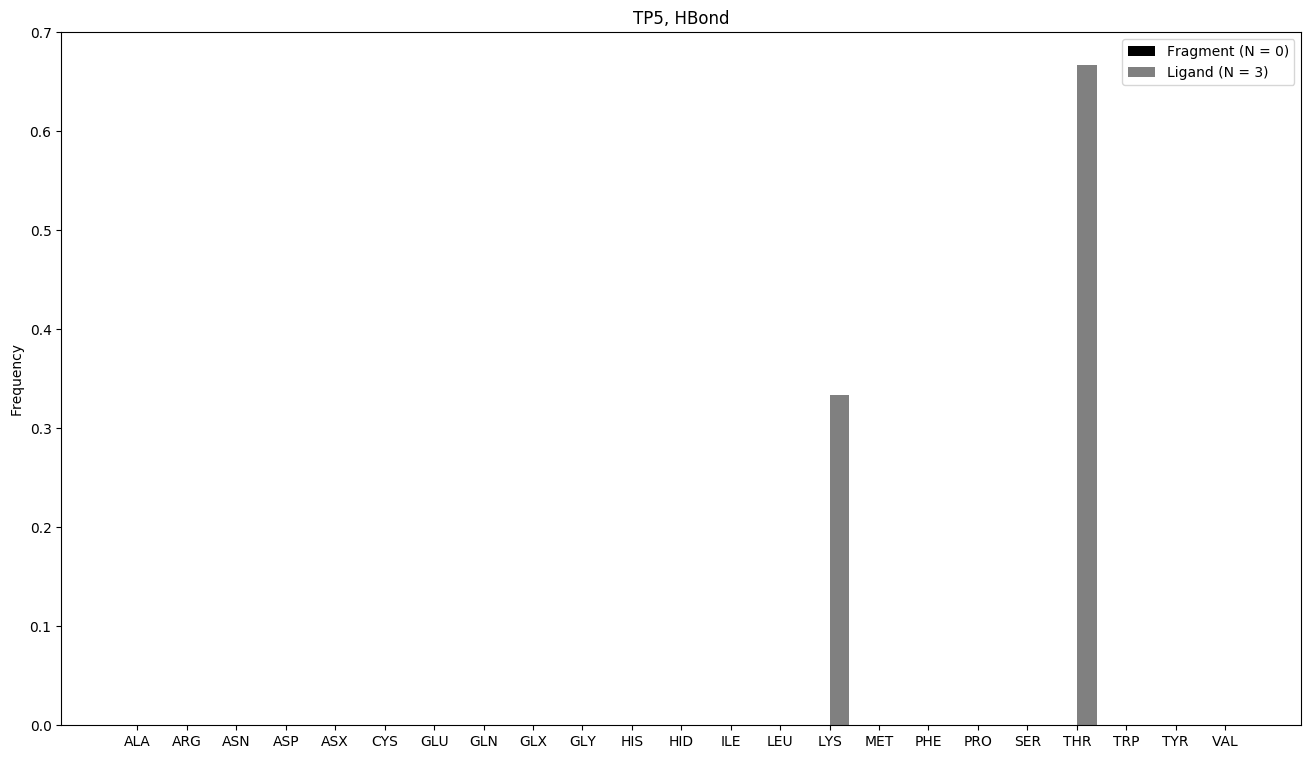 TP5, HBond
Fragment (N = 0)
Ligand (N = 3)
Frequency
0.7
0.6
0.5
0.4
0.3
0.2
0.1
0.0
ALA ARG ASN ASP ASX CYS GLU GLN GLX GLY HIS HID ILE LEU LYS MET PHE PRO SER THR TRP TYR VAL